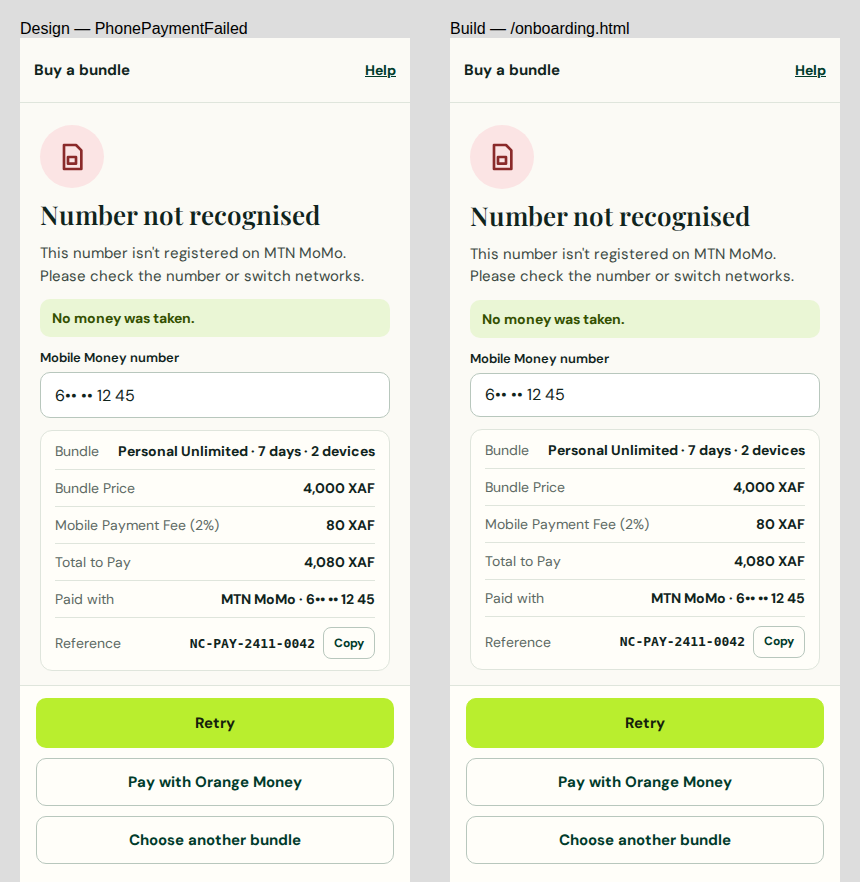 Design — PhonePaymentFailed
Buy a bundle Help
Number not recognised
This number isn't registered on MTN MoMo.
Please check the number or switch networks.
No money was taken.
Mobile Money number
6•• •• 12 45
Bundle Personal Unlimited · 7 days · 2 devices
Bundle Price 4,000 XAF
Mobile Payment Fee (2%) 80 XAF
Total to Pay 4,080 XAF
Paid with MTN MoMo · 6•• •• 12 45
Reference NC-PAY-2411-0042 Copy
Retry
Pay with Orange Money
Choose another bundle
Build — /onboarding.html
Buy a bundle Help
Number not recognised
This number isn't registered on MTN MoMo.
Please check the number or switch networks.
No money was taken.
Mobile Money number
6•• •• 12 45
Bundle Personal Unlimited · 7 days · 2 devices
Bundle Price 4,000 XAF
Mobile Payment Fee (2%) 80 XAF
Total to Pay 4,080 XAF
Paid with MTN MoMo · 6•• •• 12 45
Reference NC-PAY-2411-0042 Copy
Retry
Pay with Orange Money
Choose another bundle